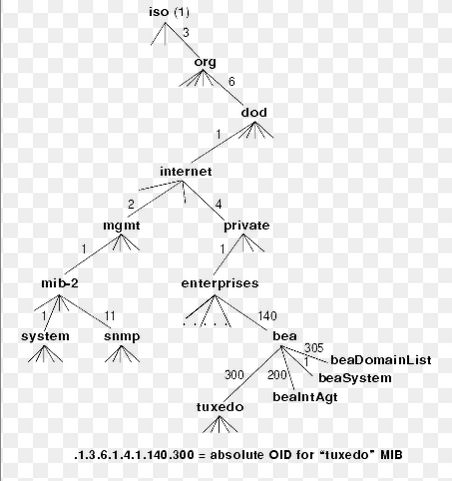 iso (1)
3
org
6
dod
1
internet
2
4
mgmt
private
1
1
mib-2
enterprises
1
11
140
system
snmp
bea
305
beaDomainList
1
beaSystem
300
200
beaIntAgt
tuxedo
.1.3.6.1.4.1.140.300 = absolute OID for “tuxedo” MIB